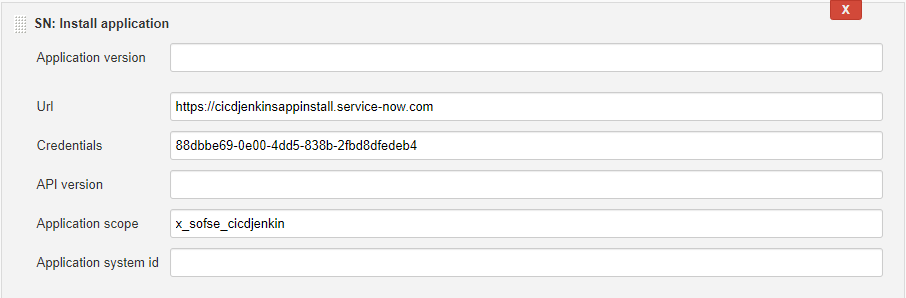 X
SN: Install application
Application version
Url https://cicdjenkinsappinstall.service-now.com
Credentials 88dbbe69-0e00-4dd5-838b-2fbd8dfedeb4
API version
Application scope x_sofse_cicdjenkin
Application system id